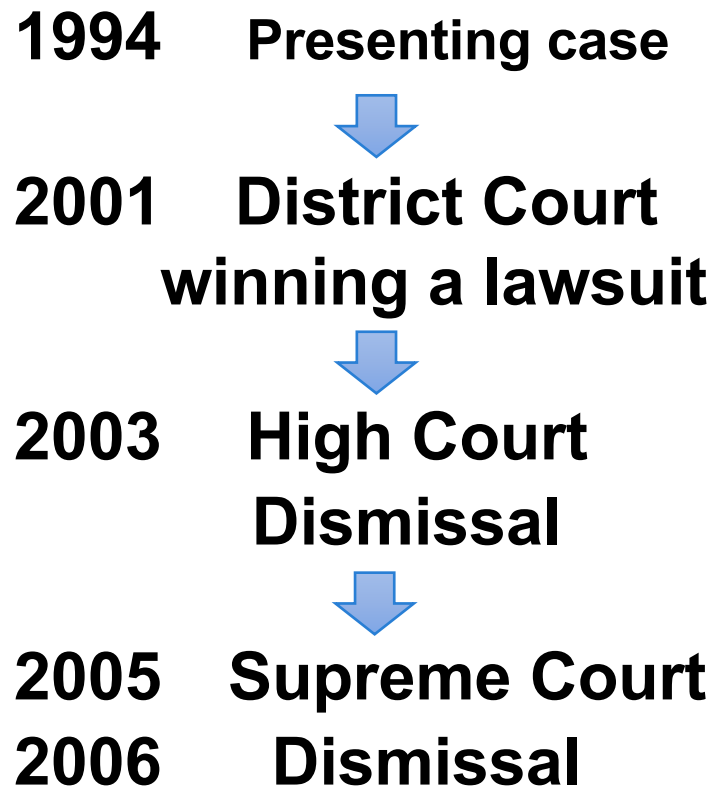 1994 Presenting case
2001 District Court
winning a lawsuit
2003 High Court
Dismissal
2005 Supreme Court
2006 Dismissal